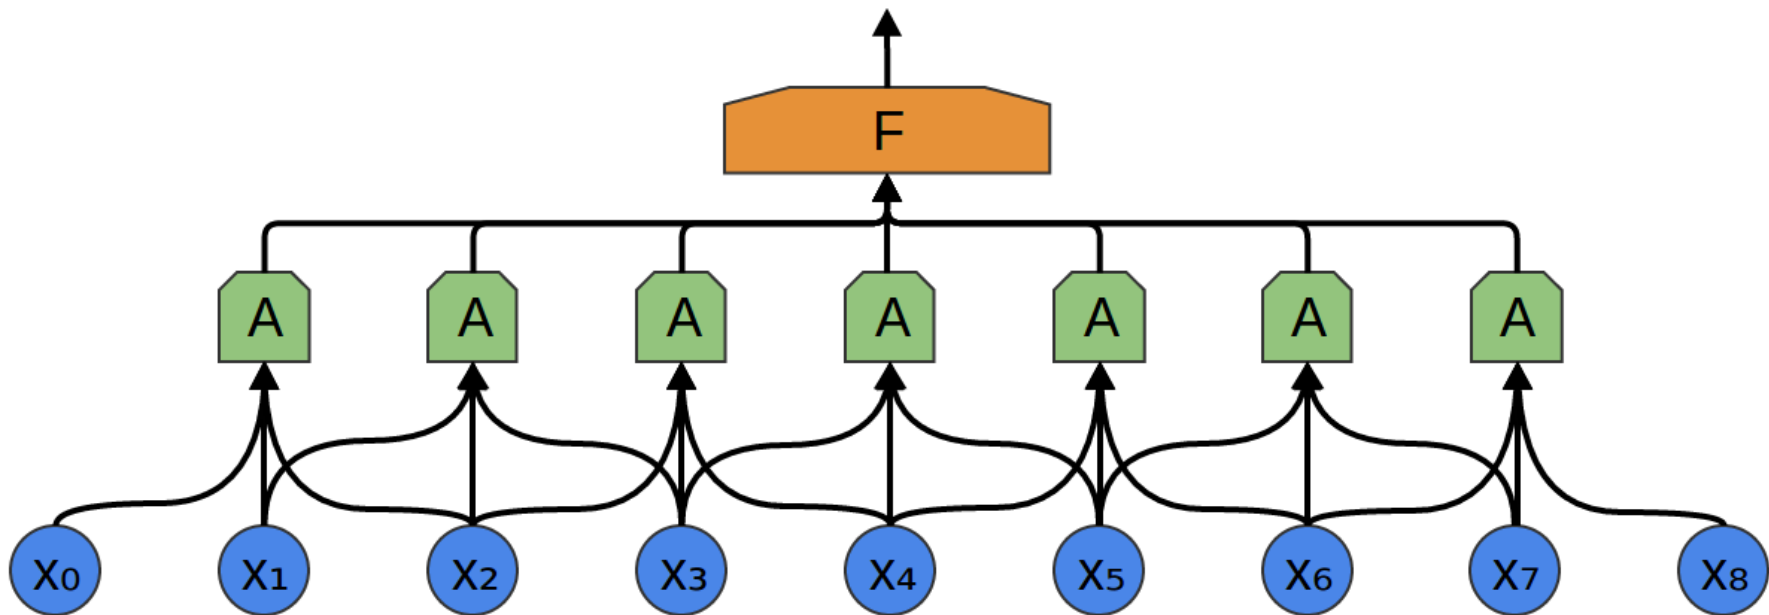 F
A A A A A A A
x₀ x₁ x₂ x₃ x₄ x₅ x₆ x₇ x₈